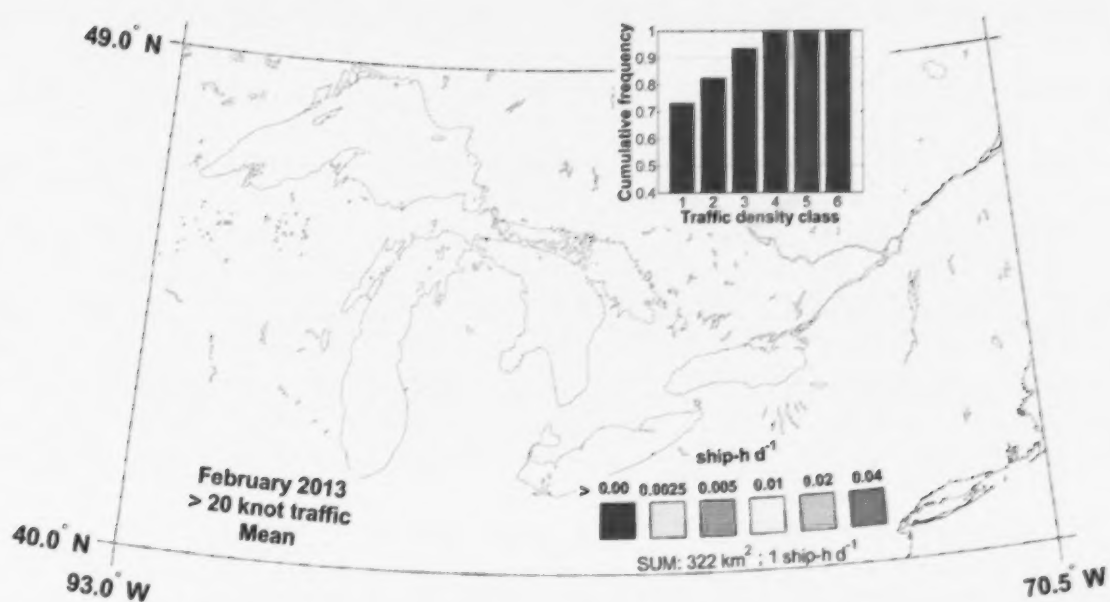 49.0° N
Cumulative frequency
1
0.9
0.8
0.7
0.6
0.5
0.4
1 2 3 4 5 6
Traffic density class
February 2013
> 20 knot traffic
Mean
ship-h d⁻¹
> 0.00 0.0025 0.005 0.01 0.02 0.04
SUM: 322 km² ; 1 ship-h d⁻¹
40.0° N
93.0° W
70.5° W